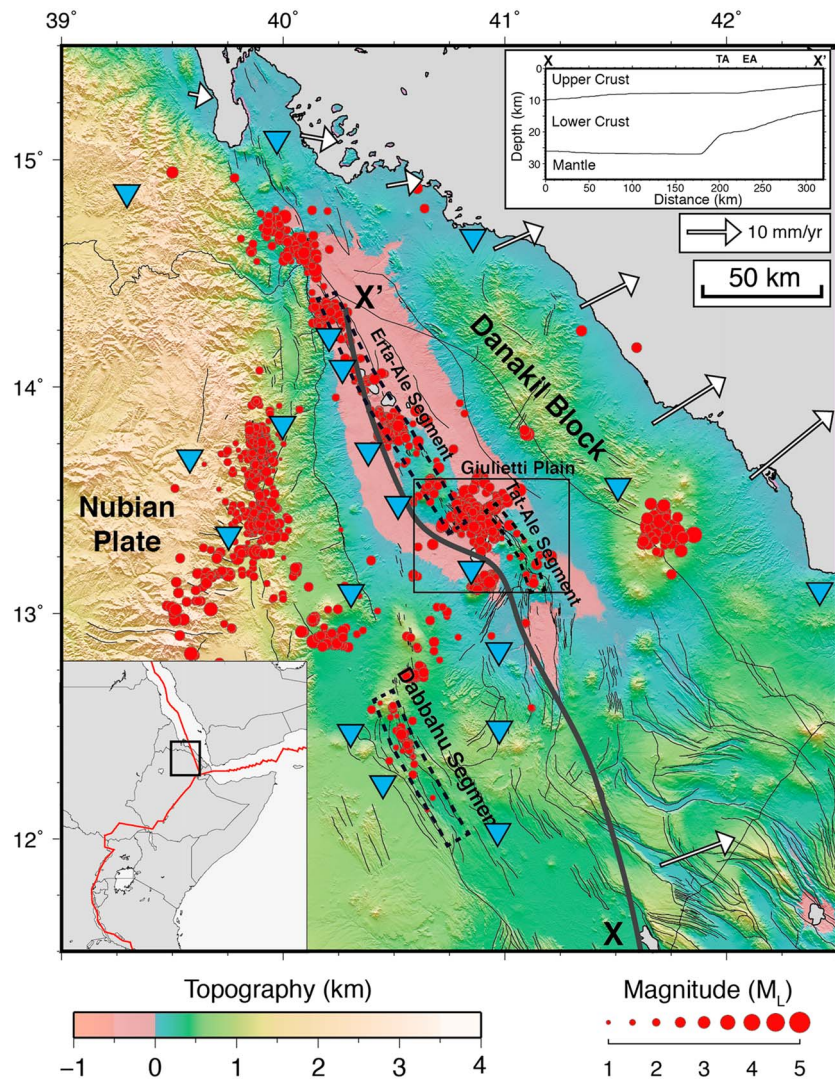 39° 40° 41° 42°
15°
14°
13°
12°
X TA EA X'
0
10
20
30
Depth (km)
Upper Crust
Lower Crust
Mantle
0 50 100 150 200 250 300
Distance (km)
10 mm/yr
50 km
X'
Erta-Ale Segment
Danakil Block
Giulietti Plain
Tat-Ale Segment
Nubian
Plate
Dabbahu Segmen
X
Topography (km)
−1 0 1 2 3 4
Magnitude (ML)
1 2 3 4 5